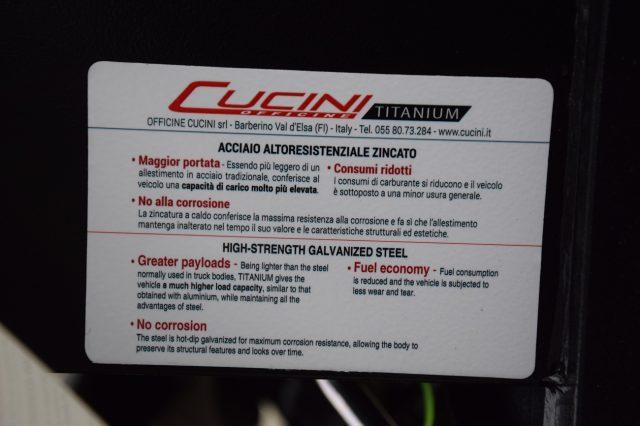 CUCINI
OFFICINE
TITANIUM
OFFICINE CUCINI srl - Barberino Val d'Elsa (FI) - Italy - Tel. 055 80.73.284 - www.cucini.it
ACCIAIO ALTORESISTENZIALE ZINCATO
• Maggior portata - Essendo più leggero di un
allestimento in acciaio tradizionale, conferisce al
veicolo una capacità di carico molto più elevata.
• Consumi ridotti
I consumi di carburante si riducono e il veicolo
è sottoposto a una minor usura generale.
• No alla corrosione
La zincatura a caldo conferisce la massima resistenza alla corrosione e fa sì che l'allestimento
mantenga inalterato nel tempo il suo valore e le caratteristiche strutturali ed estetiche.
HIGH-STRENGTH GALVANIZED STEEL
• Greater payloads - Being lighter than the steel
normally used in truck bodies, TITANIUM gives the
vehicle a much higher load capacity, similar to that
obtained with aluminium, while maintaining all the
advantages of steel.
• Fuel economy - Fuel consumption
is reduced and the vehicle is subjected to
less wear and tear.
• No corrosion
The steel is hot-dip galvanized for maximum corrosion resistance, allowing the body to
preserve its structural features and looks over time.